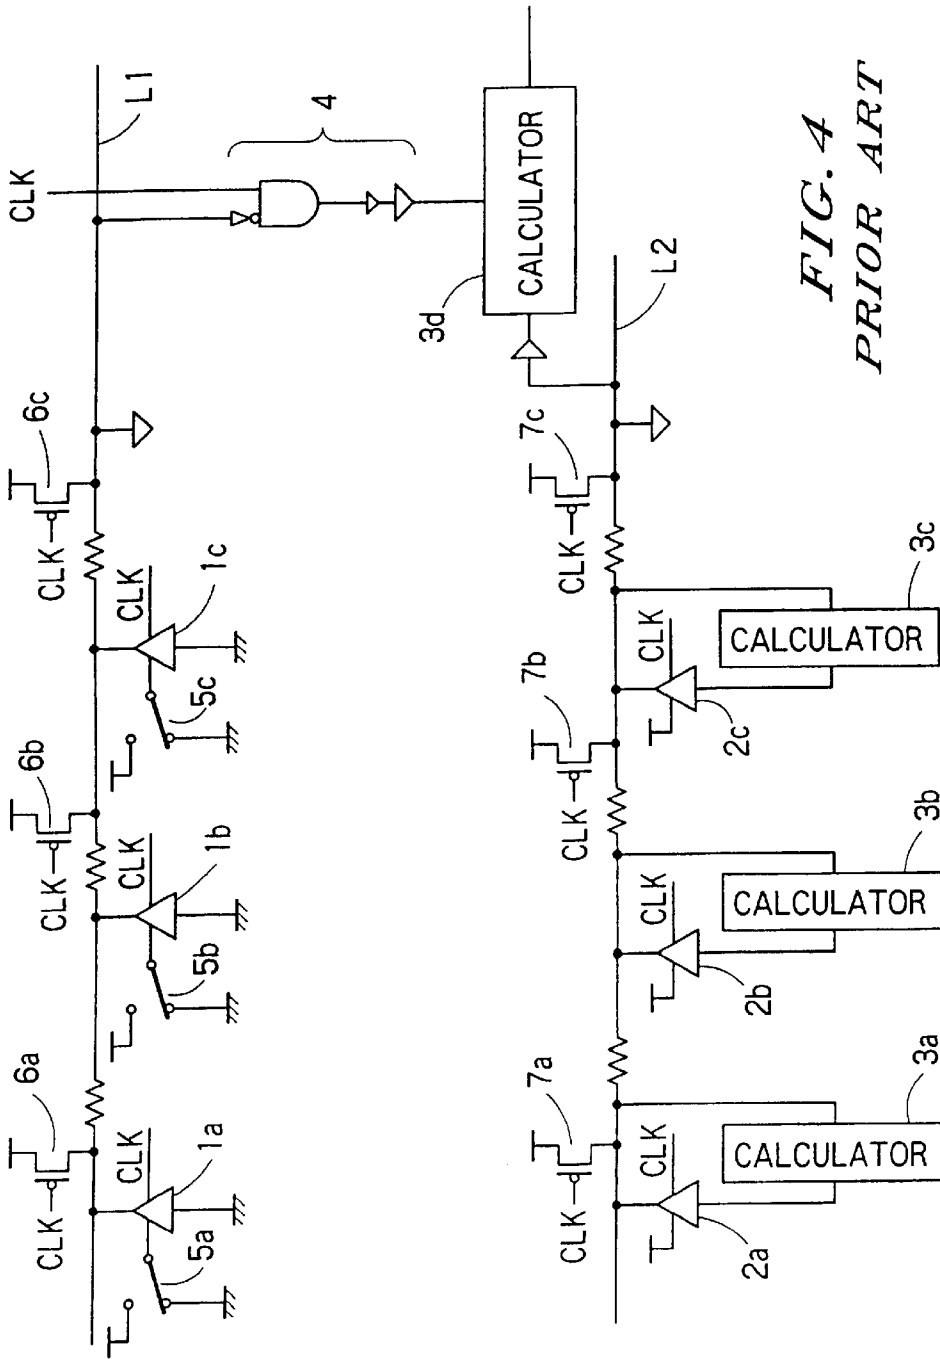 CLK
L1
6a
6b
6c
CLK
CLK
CLK
CLK
CLK
CLK
1a
1b
1c
5a
5b
5c
4
3d
CALCULATOR
L2
7a
7b
7c
CLK
CLK
CLK
CLK
CLK
CLK
2a
2b
2c
CALCULATOR
CALCULATOR
CALCULATOR
3a
3b
3c
FIG. 4
PRIOR ART